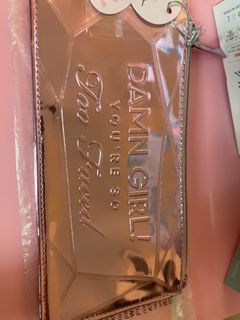 DAMN GIRL!
YOU'RE SO
Too Faced